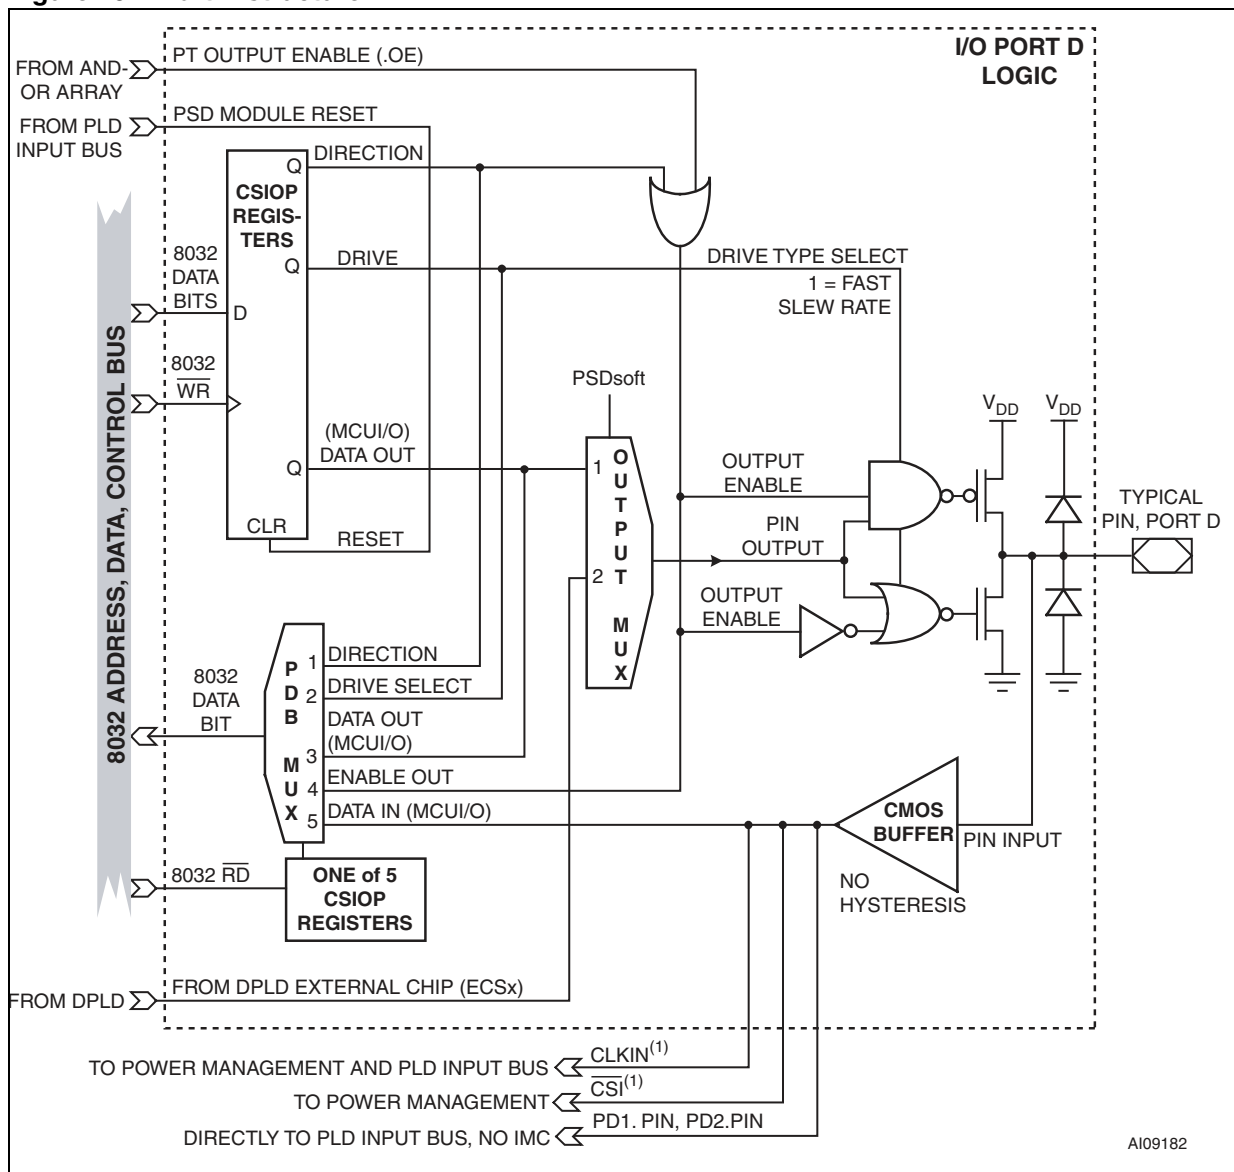 I/O PORT D
LOGIC
PT OUTPUT ENABLE (.OE)
FROM AND-
OR ARRAY
PSD MODULE RESET
FROM PLD
INPUT BUS
DIRECTION
Q
CSIOP
REGIS-
TERS
8032
DATA
BITS
D
Q
DRIVE
DRIVE TYPE SELECT
1 = FAST
SLEW RATE
8032
WR
8032 ADDRESS, DATA, CONTROL BUS
PSDsoft
(MCUI/O)
DATA OUT
Q
CLR
RESET
1
2
OUTPUT MUX
OUTPUT
ENABLE
PIN
OUTPUT
OUTPUT
ENABLE
VDD
VDD
TYPICAL
PIN, PORT D
8032
DATA
BIT
PDB MUX
1 DIRECTION
2 DRIVE SELECT
DATA OUT
3 (MCUI/O)
4 ENABLE OUT
5 DATA IN (MCUI/O)
CMOS
BUFFER
PIN INPUT
NO
HYSTERESIS
8032 RD
ONE of 5
CSIOP
REGISTERS
FROM DPLD
FROM DPLD EXTERNAL CHIP (ECSx)
TO POWER MANAGEMENT AND PLD INPUT BUS
CLKIN(1)
TO POWER MANAGEMENT
CSI(1)
DIRECTLY TO PLD INPUT BUS, NO IMC
PD1. PIN, PD2.PIN
AI09182